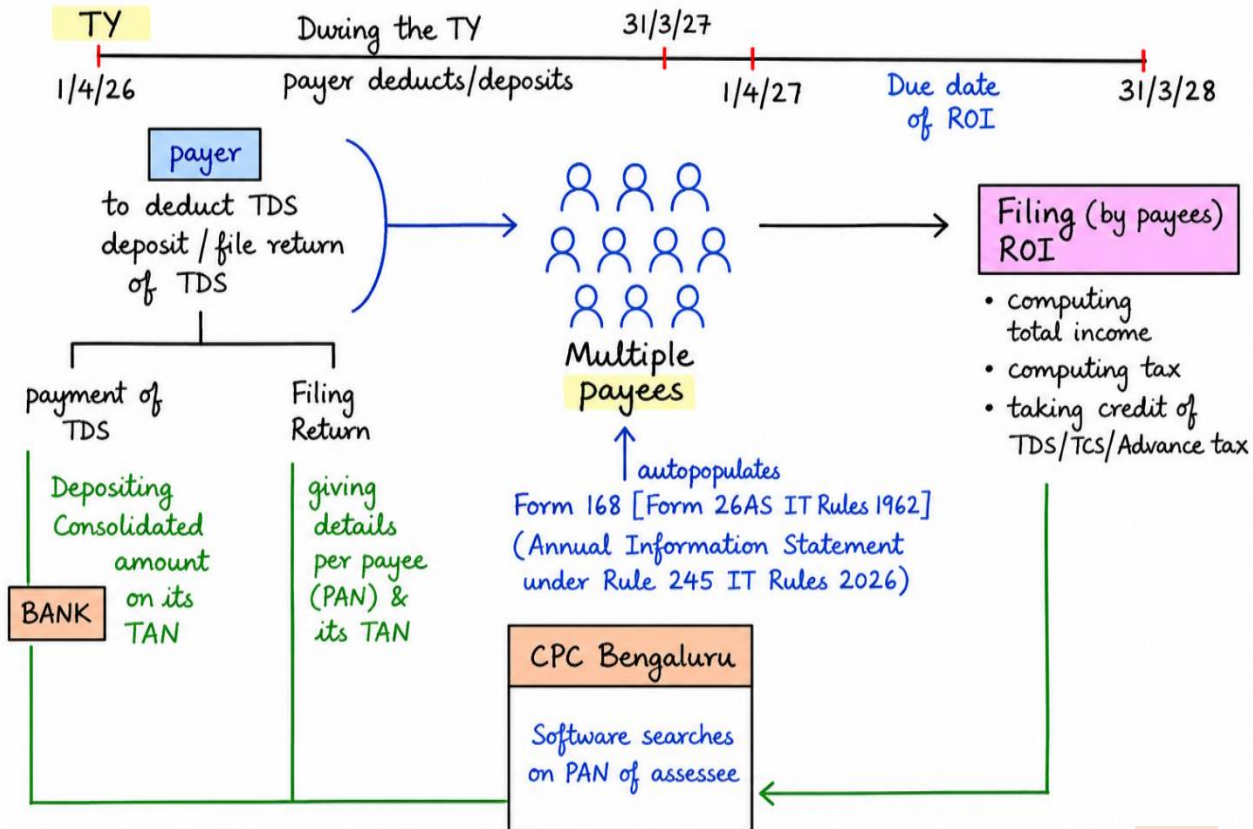 TY
During the TY
31/3/27
1/4/26
payer deducts/deposits
1/4/27
Due date
of ROI
31/3/28
payer
to deduct TDS
deposit / file return
of TDS
payment of
TDS
Filing
Return
Depositing
Consolidated
amount
on its
TAN
BANK
giving
details
per payee
(PAN) &
its TAN
Multiple
payees
autopopulates
Form 168 [Form 26AS IT Rules 1962]
(Annual Information Statement
under Rule 245 IT Rules 2026)
Filing (by payees)
ROI
• computing
total income
• computing tax
• taking credit of
TDS/TCS/Advance tax
CPC Bengaluru
Software searches
on PAN of assessee